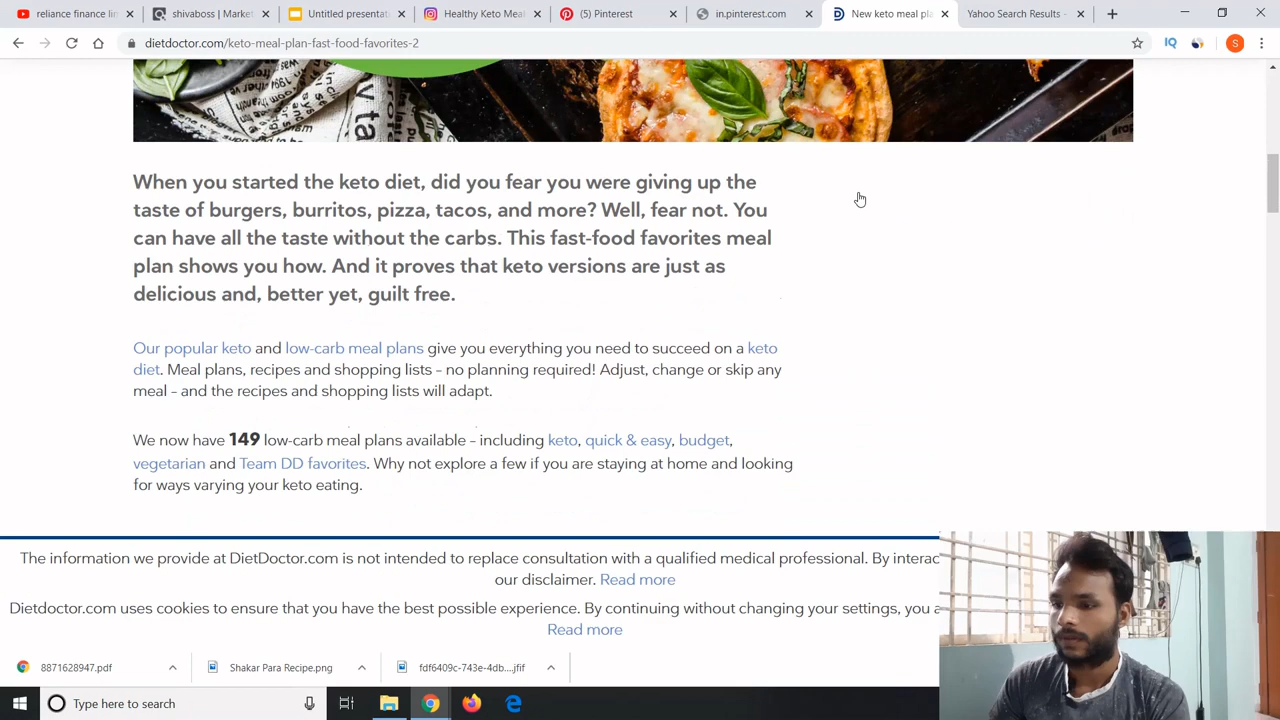 reliance finance lin
shivaboss | Market
Untitled presentat
Healthy Keto Mea
(5) Pinterest
in.pinterest.com
New keto meal pl
Yahoo Search Results -
dietdoctor.com/keto-meal-plan-fast-food-favorites-2
IQ
S
When you started the keto diet, did you fear you were giving up the
taste of burgers, burritos, pizza, tacos, and more? Well, fear not. You
can have all the taste without the carbs. This fast-food favorites meal
plan shows you how. And it proves that keto versions are just as
delicious and, better yet, guilt free.
Our popular keto and low-carb meal plans give you everything you need to succeed on a keto
diet. Meal plans, recipes and shopping lists – no planning required! Adjust, change or skip any
meal – and the recipes and shopping lists will adapt.
We now have 149 low-carb meal plans available – including keto, quick & easy, budget,
vegetarian and Team DD favorites. Why not explore a few if you are staying at home and looking
for ways varying your keto eating.
The information we provide at DietDoctor.com is not intended to replace consultation with a qualified medical professional. By interac
our disclaimer. Read more
Dietdoctor.com uses cookies to ensure that you have the best possible experience. By continuing without changing your settings, you a
Read more
8871628947.pdf
Shakar Para Recipe.png
fdf6409c-743e-4db....jfif
Type here to search